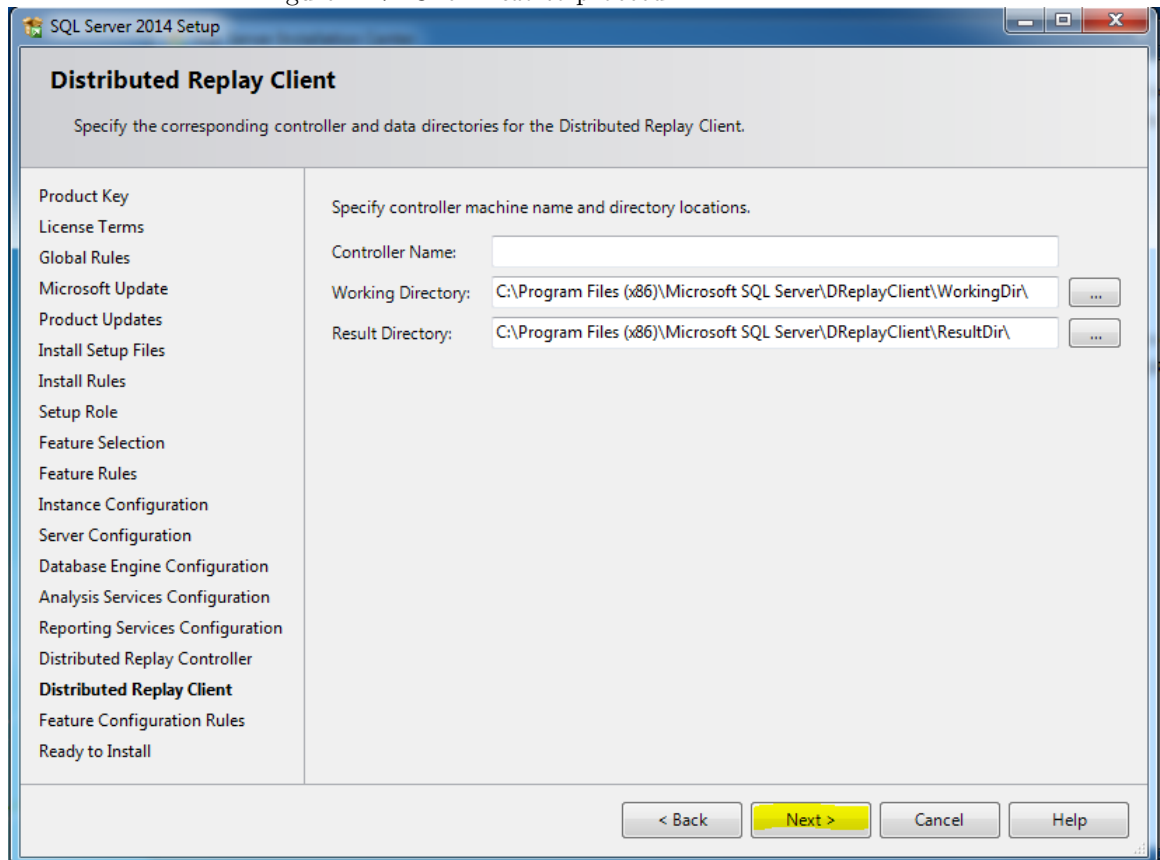 SQL Server 2014 Setup
Distributed Replay Client
Specify the corresponding controller and data directories for the Distributed Replay Client.
Product Key
License Terms
Global Rules
Microsoft Update
Product Updates
Install Setup Files
Install Rules
Setup Role
Feature Selection
Feature Rules
Instance Configuration
Server Configuration
Database Engine Configuration
Analysis Services Configuration
Reporting Services Configuration
Distributed Replay Controller
Distributed Replay Client
Feature Configuration Rules
Ready to Install
Specify controller machine name and directory locations.
Controller Name:
Working Directory: C:\Program Files (x86)\Microsoft SQL Server\DReplayClient\WorkingDir\ ...
Result Directory: C:\Program Files (x86)\Microsoft SQL Server\DReplayClient\ResultDir\ ...
< Back Next > Cancel Help